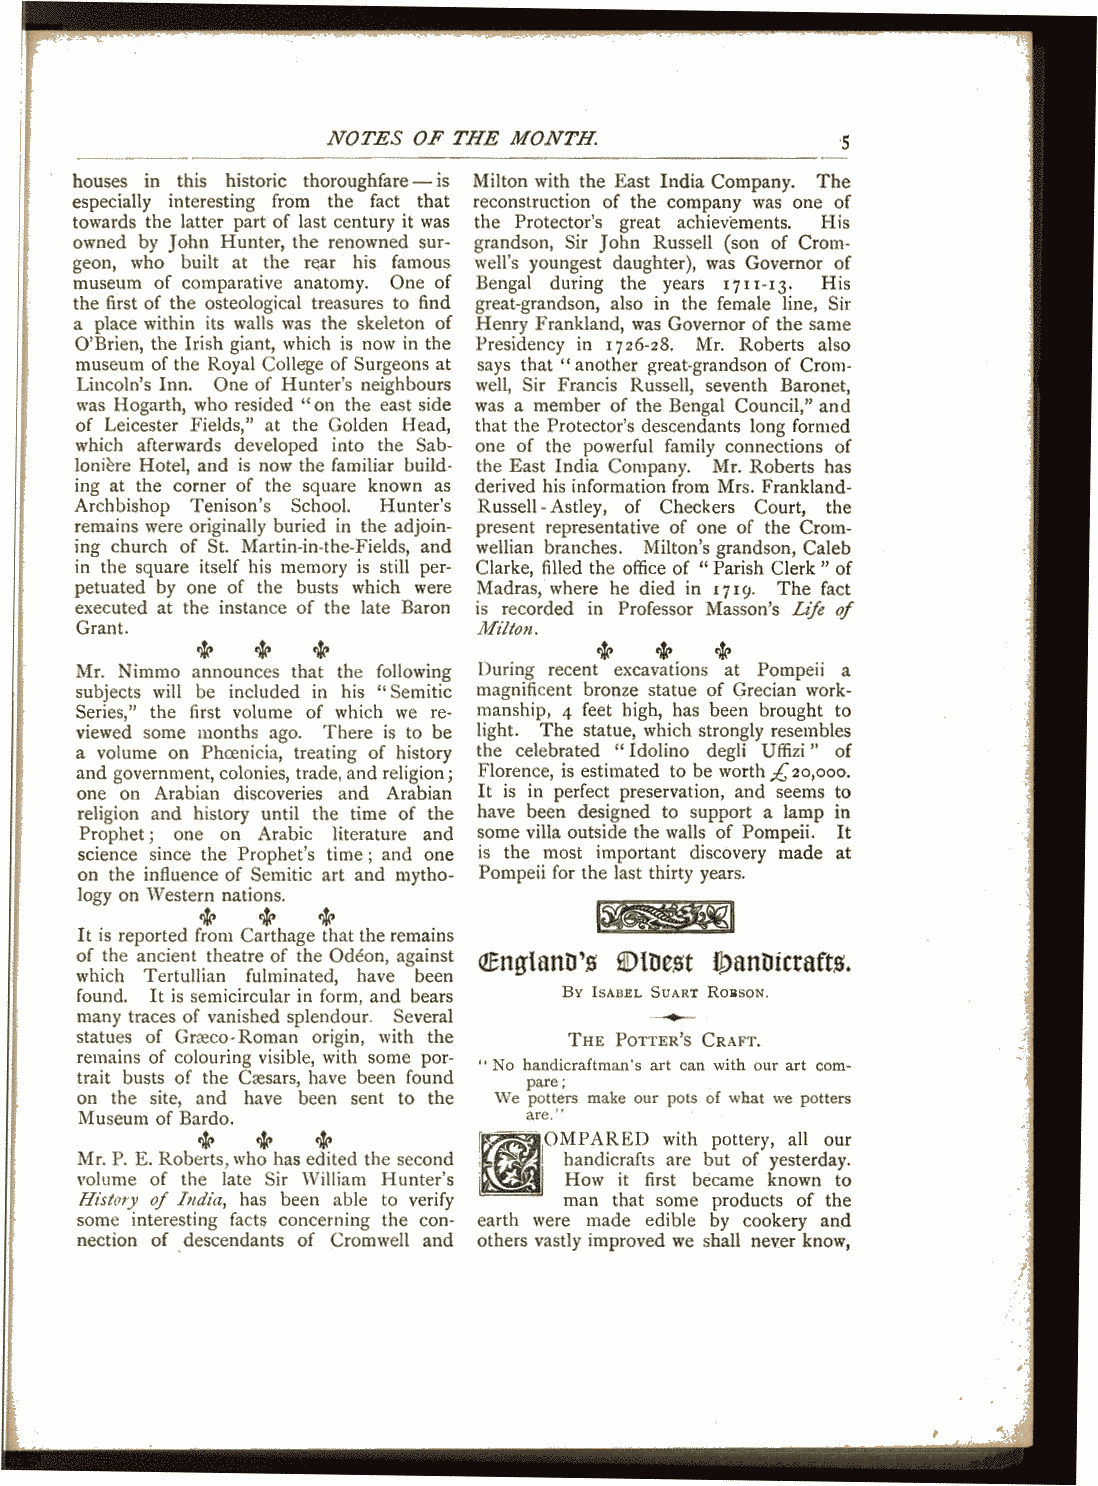 NOTES OF THE MONTH. 5
houses in this historic thoroughfare — is
especially interesting from the fact that
towards the latter part of last century it was
owned by John Hunter, the renowned sur-
geon, who built at the rear his famous
museum of comparative anatomy. One of
the first of the osteological treasures to find
a place within its walls was the skeleton of
O'Brien, the Irish giant, which is now in the
museum of the Royal College of Surgeons at
Lincoln's Inn. One of Hunter's neighbours
was Hogarth, who resided "on the east side
of Leicester Fields," at the Golden Head,
which afterwards developed into the Sab-
lonière Hotel, and is now the familiar build-
ing at the corner of the square known as
Archbishop Tenison's School. Hunter's
remains were originally buried in the adjoin-
ing church of St. Martin-in-the-Fields, and
in the square itself his memory is still per-
petuated by one of the busts which were
executed at the instance of the late Baron
Grant.
Mr. Nimmo announces that the following
subjects will be included in his "Semitic
Series," the first volume of which we re-
viewed some months ago. There is to be
a volume on Phœnicia, treating of history
and government, colonies, trade, and religion;
one on Arabian discoveries and Arabian
religion and history until the time of the
Prophet; one on Arabic literature and
science since the Prophet's time; and one
on the influence of Semitic art and mytho-
logy on Western nations.
It is reported from Carthage that the remains
of the ancient theatre of the Odéon, against
which Tertullian fulminated, have been
found. It is semicircular in form, and bears
many traces of vanished splendour. Several
statues of Græco-Roman origin, with the
remains of colouring visible, with some por-
trait busts of the Cæsars, have been found
on the site, and have been sent to the
Museum of Bardo.
Mr. P. E. Roberts, who has edited the second
volume of the late Sir William Hunter's
History of India, has been able to verify
some interesting facts concerning the con-
nection of descendants of Cromwell and
Milton with the East India Company. The
reconstruction of the company was one of
the Protector's great achievements. His
grandson, Sir John Russell (son of Crom-
well's youngest daughter), was Governor of
Bengal during the years 1711-13. His
great-grandson, also in the female line, Sir
Henry Frankland, was Governor of the same
Presidency in 1726-28. Mr. Roberts also
says that "another great-grandson of Crom-
well, Sir Francis Russell, seventh Baronet,
was a member of the Bengal Council," and
that the Protector's descendants long formed
one of the powerful family connections of
the East India Company. Mr. Roberts has
derived his information from Mrs. Frankland-
Russell-Astley, of Checkers Court, the
present representative of one of the Crom-
wellian branches. Milton's grandson, Caleb
Clarke, filled the office of "Parish Clerk" of
Madras, where he died in 1719. The fact
is recorded in Professor Masson's Life of
Milton.
During recent excavations at Pompeii a
magnificent bronze statue of Grecian work-
manship, 4 feet high, has been brought to
light. The statue, which strongly resembles
the celebrated "Idolino degli Uffizi" of
Florence, is estimated to be worth £20,000.
It is in perfect preservation, and seems to
have been designed to support a lamp in
some villa outside the walls of Pompeii. It
is the most important discovery made at
Pompeii for the last thirty years.
England's Oldest Handicrafts.
By Isabel Suart Robson.
The Potter's Craft.
"No handicraftman's art can with our art com-
pare;
We potters make our pots of what we potters
are."
COMPARED with pottery, all our
handicrafts are but of yesterday.
How it first became known to
man that some products of the
earth were made edible by cookery and
others vastly improved we shall never know,